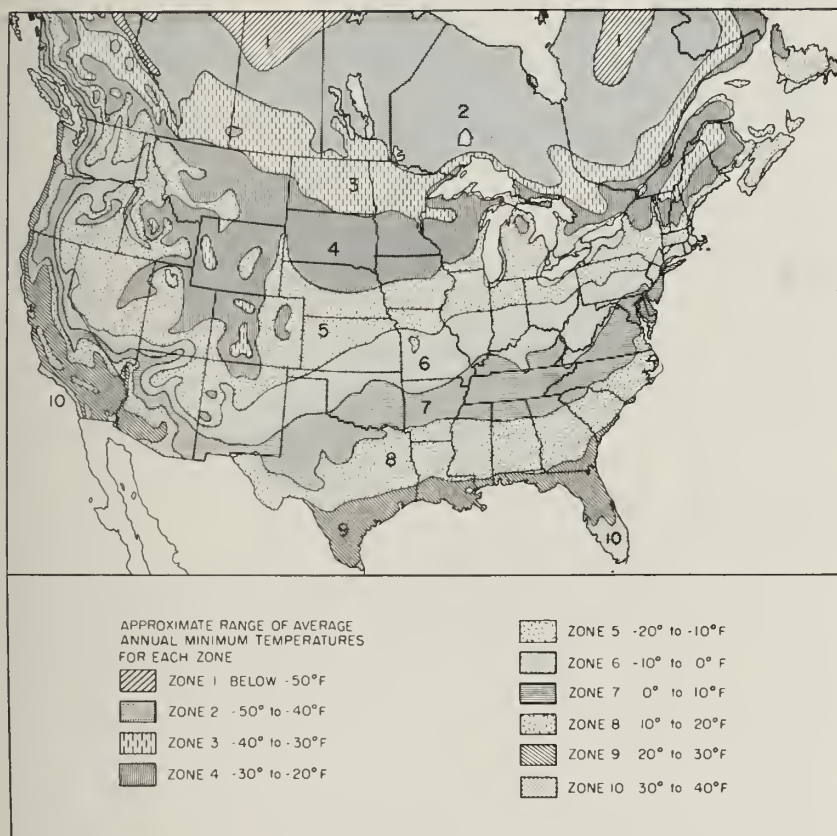 1
1
2
3
4
5
6
10
7
8
9
10
APPROXIMATE RANGE OF AVERAGE
ANNUAL MINIMUM TEMPERATURES
FOR EACH ZONE
ZONE 1 BELOW -50°F
ZONE 2 -50° to -40°F
ZONE 3 -40° to -30°F
ZONE 4 -30° to -20°F
ZONE 5 -20° to -10°F
ZONE 6 -10° to 0° F
ZONE 7 0° to 10°F
ZONE 8 10° to 20°F
ZONE 9 20° to 30°F
ZONE 10 30° to 40°F